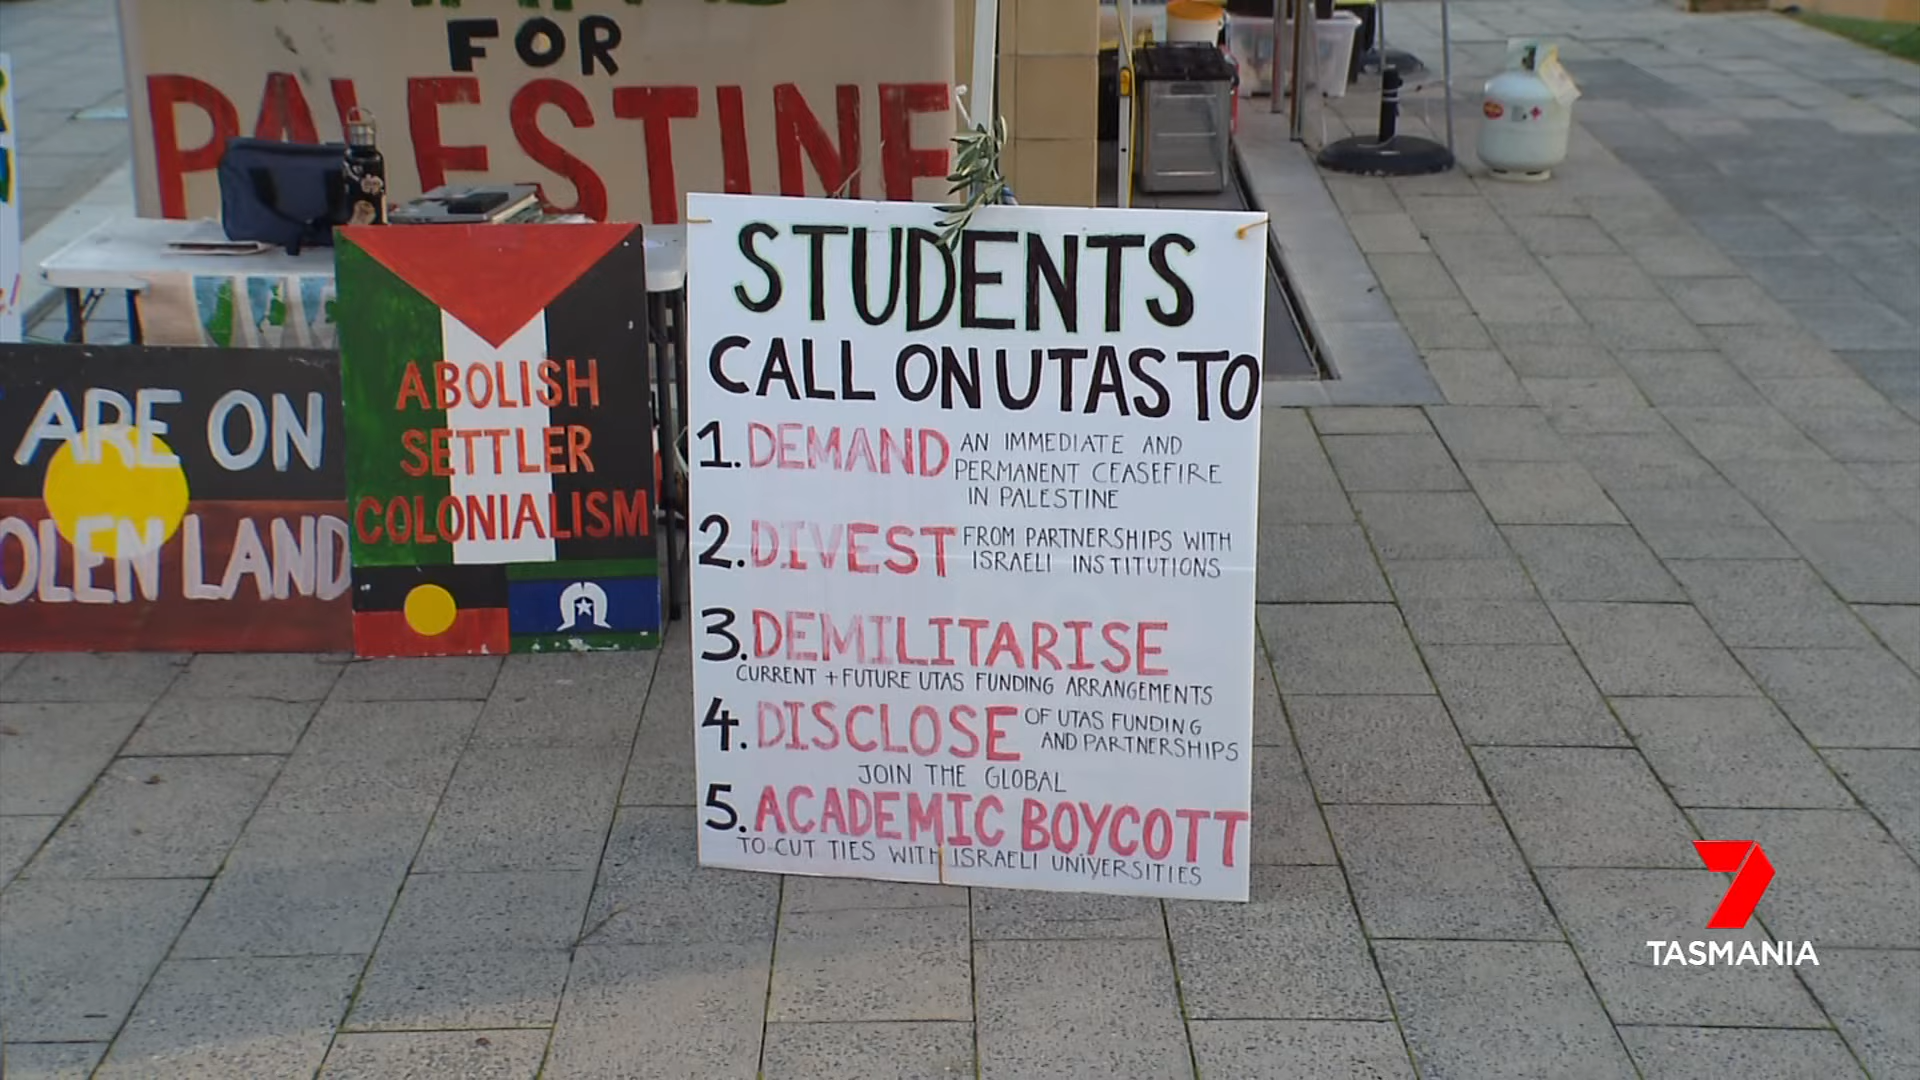 FOR
PALESTINE
ARE ON
OLEN LAND
ABOLISH
SETTLER
COLONIALISM
STUDENTS
CALL ON UTAS TO
1. DEMAND AN IMMEDIATE AND
PERMANENT CEASEFIRE
IN PALESTINE
2. DIVEST FROM PARTNERSHIPS WITH
ISRAELI INSTITUTIONS
3. DEMILITARISE
CURRENT + FUTURE UTAS FUNDING ARRANGEMENTS
4. DISCLOSE OF UTAS FUNDING
AND PARTNERSHIPS
JOIN THE GLOBAL
5. ACADEMIC BOYCOTT
TO CUT TIES WITH ISRAELI UNIVERSITIES
7
TASMANIA